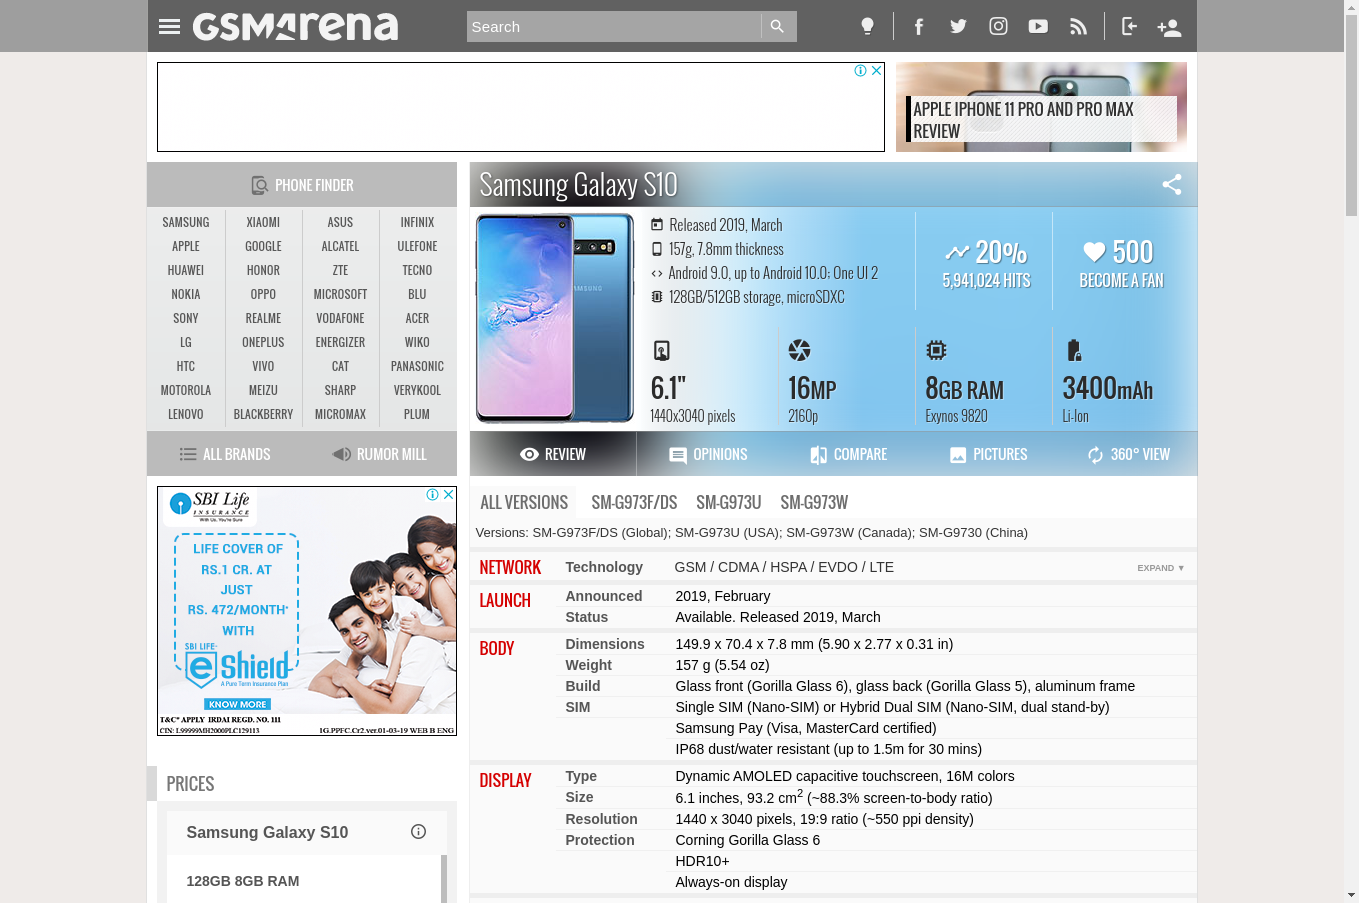 GSMArena
Search
APPLE IPHONE 11 PRO AND PRO MAX
REVIEW
PHONE FINDER
SAMSUNG XIAOMI ASUS INFINIX
APPLE GOOGLE ALCATEL ULEFONE
HUAWEI HONOR ZTE TECNO
NOKIA OPPO MICROSOFT BLU
SONY REALME VODAFONE ACER
LG ONEPLUS ENERGIZER WIKO
HTC VIVO CAT PANASONIC
MOTOROLA MEIZU SHARP VERYKOOL
LENOVO BLACKBERRY MICROMAX PLUM
ALL BRANDS RUMOR MILL
Samsung Galaxy S10
SAMSUNG
Released 2019, March
157g, 7.8mm thickness
Android 9.0, up to Android 10.0; One UI 2
128GB/512GB storage, microSDXC
20%
5,941,024 HITS
500
BECOME A FAN
6.1"
1440x3040 pixels
16MP
2160p
8GB RAM
Exynos 9820
3400mAh
Li-Ion
REVIEW OPINIONS COMPARE PICTURES 360° VIEW
SBI Life
INSURANCE
With Us, You're Sure
LIFE COVER OF
RS.1 CR. AT
JUST
RS. 472/MONTH*
WITH
SBI LIFE
eShield
A Pure Term Insurance Plan
KNOW MORE
T&C* APPLY IRDAI REGD. NO. 111
CIN: L99999MH2000PLC129113 1G.PPFC.Cr2.ver.01-03-19 WEB B ENG
PRICES
Samsung Galaxy S10
128GB 8GB RAM
ALL VERSIONS SM-G973F/DS SM-G973U SM-G973W
Versions: SM-G973F/DS (Global); SM-G973U (USA); SM-G973W (Canada); SM-G9730 (China)
NETWORK Technology GSM / CDMA / HSPA / EVDO / LTE EXPAND ▼
LAUNCH Announced 2019, February
Status Available. Released 2019, March
BODY Dimensions 149.9 x 70.4 x 7.8 mm (5.90 x 2.77 x 0.31 in)
Weight 157 g (5.54 oz)
Build Glass front (Gorilla Glass 6), glass back (Gorilla Glass 5), aluminum frame
SIM Single SIM (Nano-SIM) or Hybrid Dual SIM (Nano-SIM, dual stand-by)
Samsung Pay (Visa, MasterCard certified)
IP68 dust/water resistant (up to 1.5m for 30 mins)
DISPLAY Type Dynamic AMOLED capacitive touchscreen, 16M colors
Size 6.1 inches, 93.2 cm2 (~88.3% screen-to-body ratio)
Resolution 1440 x 3040 pixels, 19:9 ratio (~550 ppi density)
Protection Corning Gorilla Glass 6
HDR10+
Always-on display